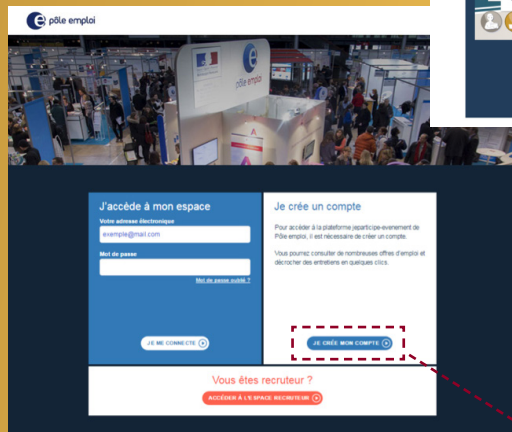 pôle emploi
pôle emploi
J'accède à mon espace
Votre adresse électronique
exemple@mail.com
Mot de passe
Mot de passe oublié ?
JE ME CONNECTE
Je crée un compte
Pour accéder à la plateforme jeparticipe-evenement de
Pôle emploi, il est nécessaire de créer un compte.
Vous pourrez consulter de nombreuses offres d'emploi et
décrocher des entretiens en quelques clics.
JE CRÉE MON COMPTE
Vous êtes recruteur ?
ACCÉDER À L'ESPACE RECRUTEUR